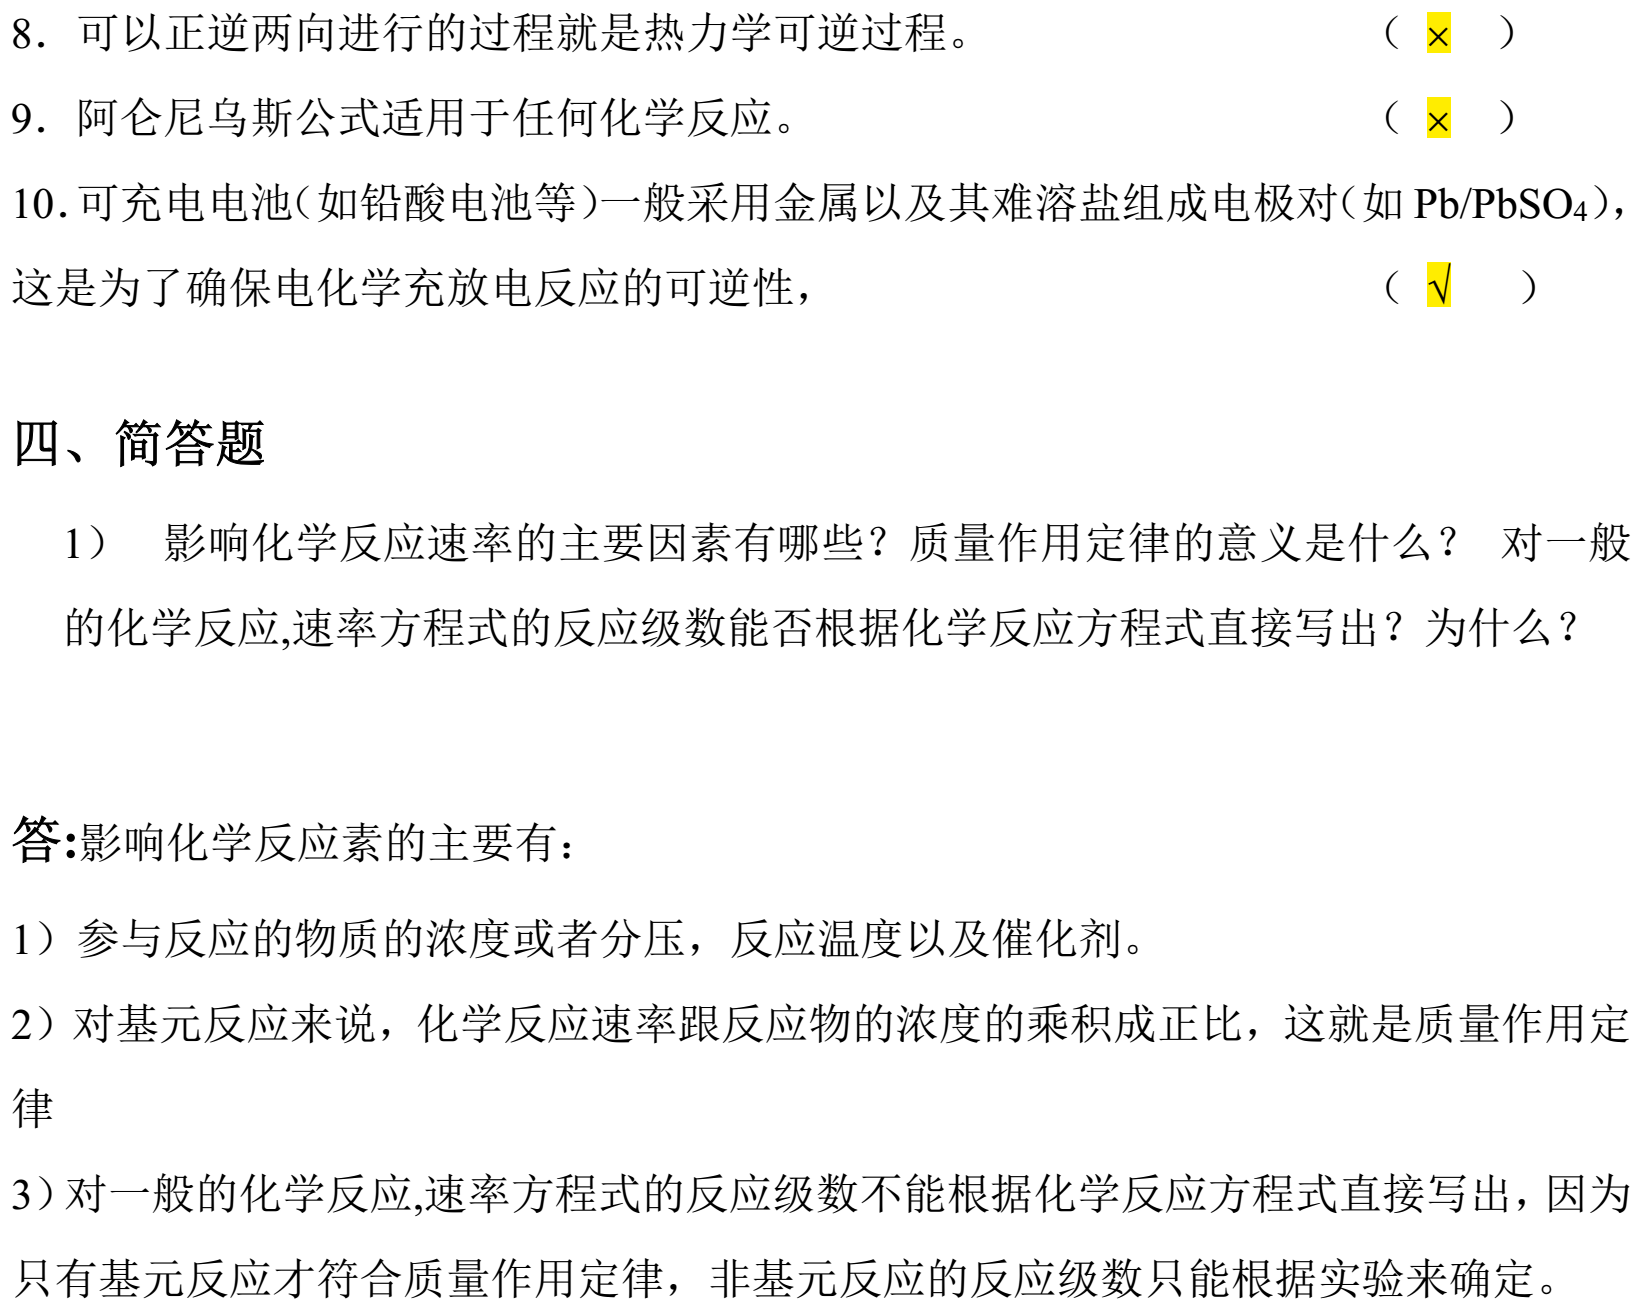 8．可以正逆两向进行的过程就是热力学可逆过程。 （ × ）
9．阿仑尼乌斯公式适用于任何化学反应。 （ × ）
10.可充电电池（如铅酸电池等）一般采用金属以及其难溶盐组成电极对（如 Pb/PbSO4），
这是为了确保电化学充放电反应的可逆性， （ √ ）
四、简答题
1） 影响化学反应速率的主要因素有哪些？质量作用定律的意义是什么？ 对一般
的化学反应,速率方程式的反应级数能否根据化学反应方程式直接写出？为什么？
答:影响化学反应素的主要有：
1）参与反应的物质的浓度或者分压，反应温度以及催化剂。
2）对基元反应来说，化学反应速率跟反应物的浓度的乘积成正比，这就是质量作用定
律
3）对一般的化学反应,速率方程式的反应级数不能根据化学反应方程式直接写出，因为
只有基元反应才符合质量作用定律，非基元反应的反应级数只能根据实验来确定。